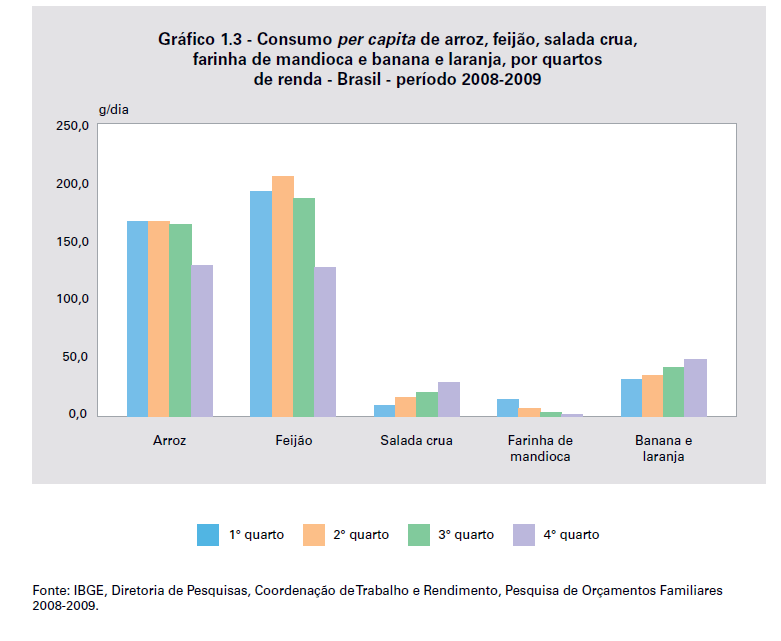 Gráfico 1.3 - Consumo per capita de arroz, feijão, salada crua,
farinha de mandioca e banana e laranja, por quartos
de renda - Brasil - período 2008-2009
g/dia
250,0
200,0
150,0
100,0
50,0
0,0
Arroz
Feijão
Salada crua
Farinha de
mandioca
Banana e
laranja
1° quarto
2° quarto
3° quarto
4° quarto
Fonte: IBGE, Diretoria de Pesquisas, Coordenação de Trabalho e Rendimento, Pesquisa de Orçamentos Familiares
2008-2009.